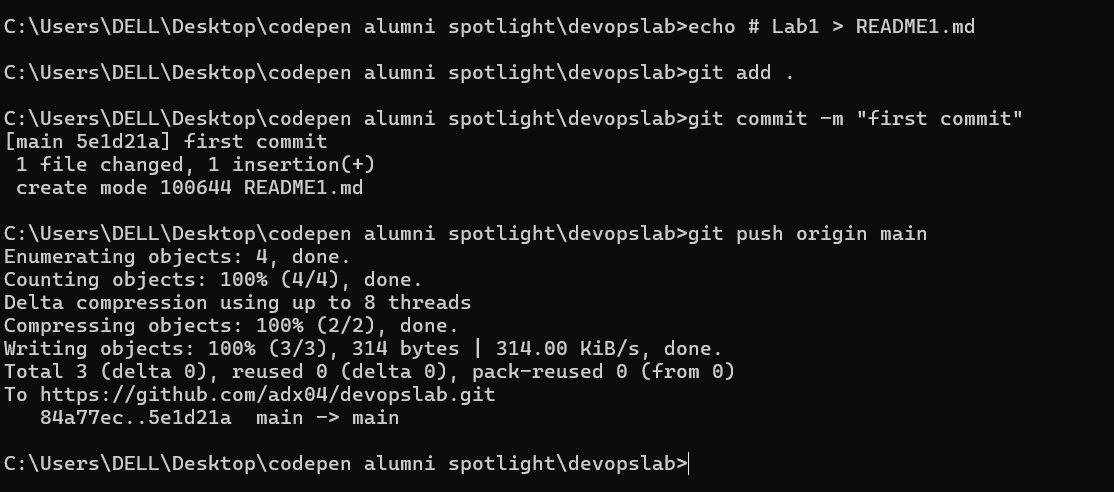 C:\Users\DELL\Desktop\codepen alumni spotlight\devopslab>echo # Lab1 > README1.md
C:\Users\DELL\Desktop\codepen alumni spotlight\devopslab>git add .
C:\Users\DELL\Desktop\codepen alumni spotlight\devopslab>git commit -m "first commit"
[main 5e1d21a] first commit
 1 file changed, 1 insertion(+)
 create mode 100644 README1.md
C:\Users\DELL\Desktop\codepen alumni spotlight\devopslab>git push origin main
Enumerating objects: 4, done.
Counting objects: 100% (4/4), done.
Delta compression using up to 8 threads
Compressing objects: 100% (2/2), done.
Writing objects: 100% (3/3), 314 bytes | 314.00 KiB/s, done.
Total 3 (delta 0), reused 0 (delta 0), pack-reused 0 (from 0)
To https://github.com/adx04/devopslab.git
   84a77ec..5e1d21a  main -> main
C:\Users\DELL\Desktop\codepen alumni spotlight\devopslab>